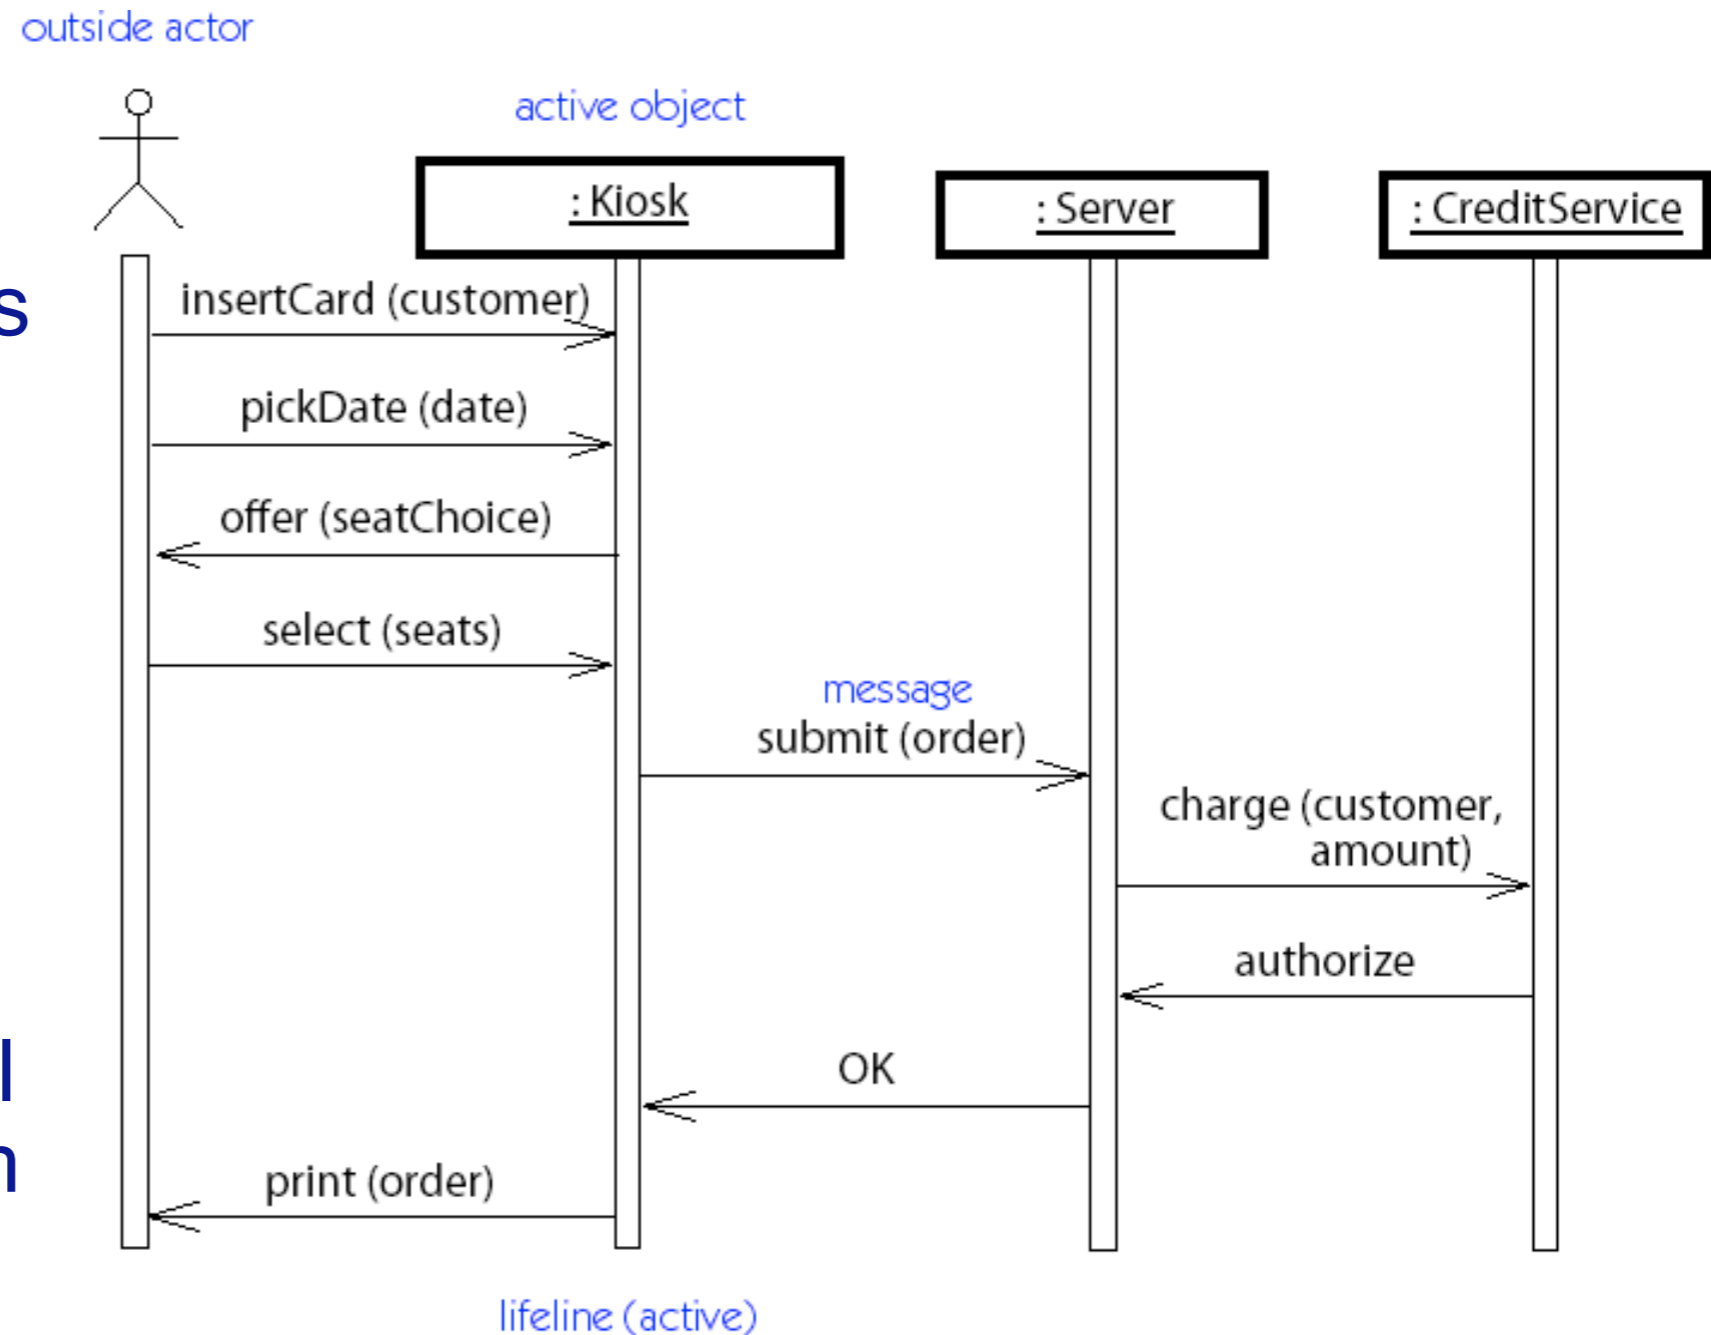 outside actor
active object
: Kiosk
: Server
: CreditService
s
insertCard (customer)
pickDate (date)
offer (seatChoice)
select (seats)
message
submit (order)
charge (customer,
amount)
authorize
l
OK
n
print (order)
lifeline (active)